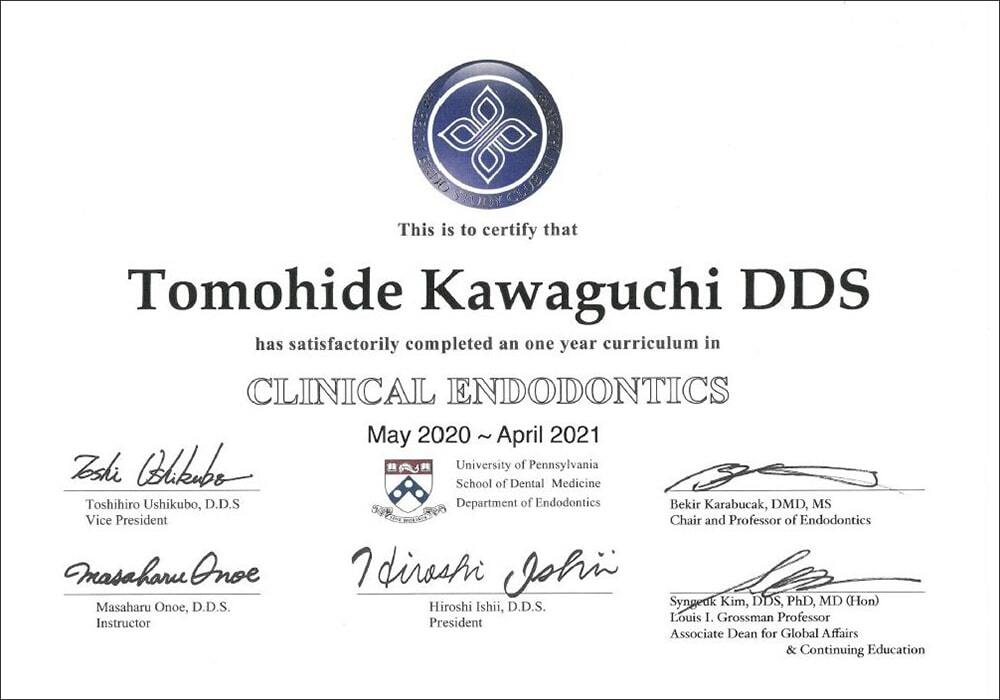 This is to certify that
Tomohide Kawaguchi DDS
has satisfactorily completed an one year curriculum in
CLINICAL ENDODONTICS
May 2020 ~ April 2021
University of Pennsylvania
School of Dental Medicine
Department of Endodontics
Toshi Ushikubo
Toshihiro Ushikubo, D.D.S
Vice President
Bekir Karabucak, DMD, MS
Chair and Professor of Endodontics
Masaharu Onoe
Masaharu Onoe, D.D.S.
Instructor
Hiroshi Ishii
Hiroshi Ishii, D.D.S.
President
Syngcuk Kim, DDS, PhD, MD (Hon)
Louis I. Grossman Professor
Associate Dean for Global Affairs
& Continuing Education